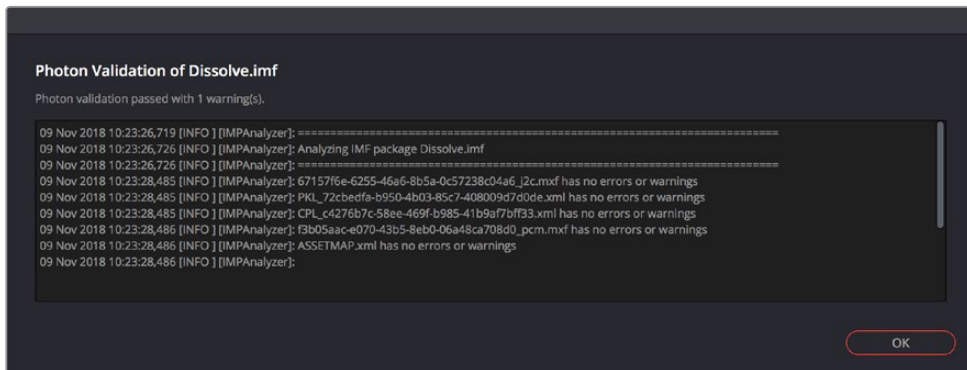 Photon Validation of Dissolve.imf
Photon validation passed with 1 warning(s).
09 Nov 2018 10:23:26,719 [INFO ] [IMPAnalyzer]: ==========================================================================
09 Nov 2018 10:23:26,726 [INFO ] [IMPAnalyzer]: Analyzing IMF package Dissolve.imf
09 Nov 2018 10:23:26,726 [INFO ] [IMPAnalyzer]: ==========================================================================
09 Nov 2018 10:23:28,485 [INFO ] [IMPAnalyzer]: 67157f6e-6255-46a6-8b5a-0c57238c04a6_j2c.mxf has no errors or warnings
09 Nov 2018 10:23:28,485 [INFO ] [IMPAnalyzer]: PKL_72cbedfa-b950-4b03-85c7-408009d7d0de.xml has no errors or warnings
09 Nov 2018 10:23:28,485 [INFO ] [IMPAnalyzer]: CPL_c4276b7c-58ee-469f-b985-41b9af7bff33.xml has no errors or warnings
09 Nov 2018 10:23:28,486 [INFO ] [IMPAnalyzer]: f3b05aac-e070-43b5-8eb0-06a48ca708d0_pcm.mxf has no errors or warnings
09 Nov 2018 10:23:28,486 [INFO ] [IMPAnalyzer]: ASSETMAP.xml has no errors or warnings
09 Nov 2018 10:23:28,486 [INFO ] [IMPAnalyzer]:
OK